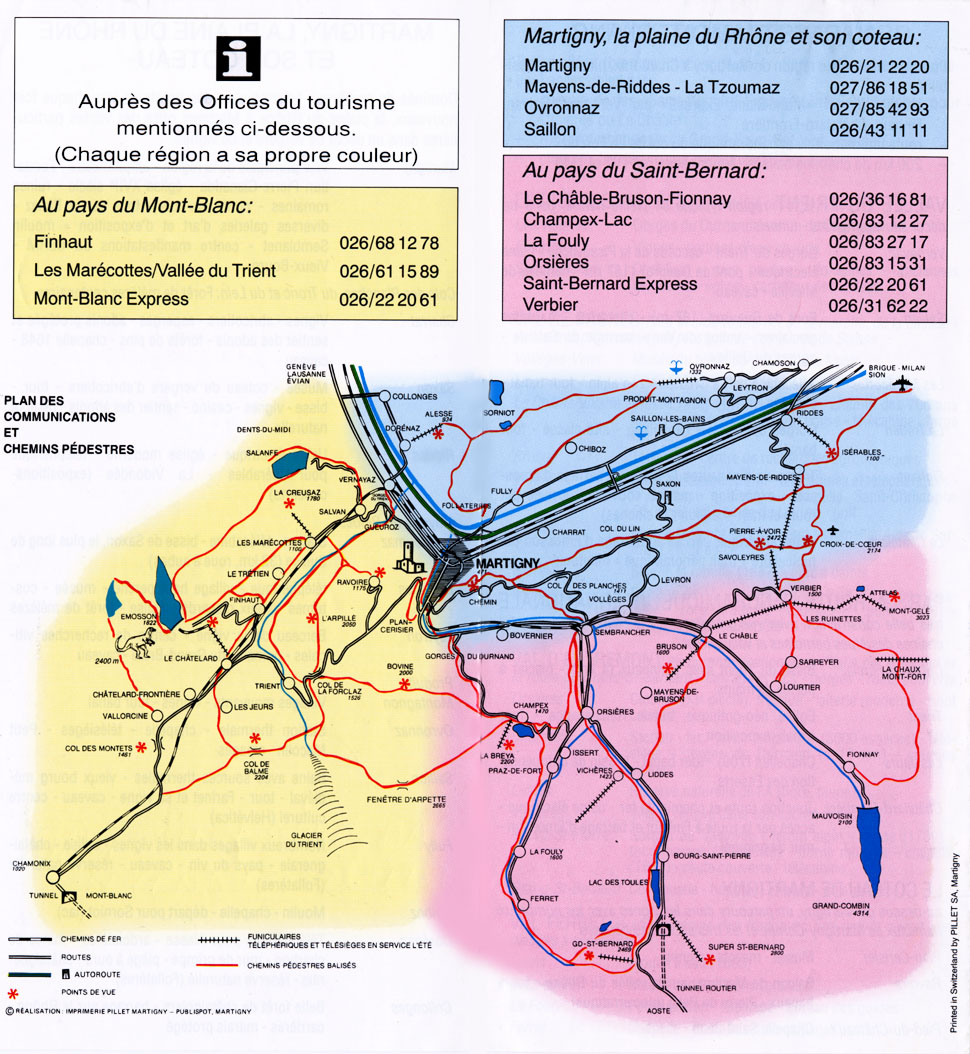 i
Auprès des Offices du tourisme
mentionnés ci-dessous.
(Chaque région a sa propre couleur)
Au pays du Mont-Blanc:
Finhaut 026/68 12 78
Les Marécottes/Vallée du Trient 026/61 15 89
Mont-Blanc Express 026/22 20 61
Martigny, la plaine du Rhône et son coteau:
Martigny 026/21 22 20
Mayens-de-Riddes - La Tzoumaz 027/86 18 51
Ovronnaz 027/85 42 93
Saillon 026/43 11 11
Au pays du Saint-Bernard:
Le Châble-Bruson-Fionnay 026/36 16 81
Champex-Lac 026/83 12 27
La Fouly 026/83 27 17
Orsières 026/83 15 31
Saint-Bernard Express 026/22 20 61
Verbier 026/31 62 22
PLAN DES
COMMUNICATIONS
ET
CHEMINS PÉDESTRES
GENÈVE
LAUSANNE
ÉVIAN
COLLONGES
ALESSE
924
DORÉNAZ
SORNIOT
OVRONNAZ
1332
CHAMOSON
LEYTRON
PRODUIT-MONTAGNON
BRIGUE - MILAN
SION
SAILLON-LES-BAINS
RIDDES
ISÉRABLES
1100
CHIBOZ
DENTS-DU-MIDI
SALANFE
VERNAYAZ
LA CREUSAZ
1780
SALVAN
GUEUROZ
FOLLATERRES
FULLY
SAXON
MAYENS-DE-RIDDES
LES MARÉCOTTES
1100
CHARRAT
COL DU LIN
PIERRE-À-VOIR
2472
SAVOLEYRES
CROIX-DE-CŒUR
2174
MARTIGNY
471
LE TRÉTIEN
RAVOIRE
1175
CHEMIN
COL DES PLANCHES
1411
LEVRON
VOLLÈGES
VERBIER
1500
ATTELAS
MONT-GELÉ
3023
LES RUINETTES
FINHAUT
EMOSSON
1822
L'ARPILLE
2050
PLAN-
CERISIER
BOVERNIER
SEMBRANCHER
LE CHÂBLE
2400 m
LE CHÂTELARD
GORGES DU DURNAND
BRUSON
1600
SARREYER
LA CHAUX
MONT-FORT
BOVINE
2000
TRIENT
COL DE
LA FORCLAZ
1526
LOURTIER
MAYENS-DE-
BRUSON
CHÂTELARD-FRONTIÈRE
LES JEURS
VALLORCINE
CHAMPEX
1470
ORSIÈRES
COL DES MONTETS
1461
LA BREYA
2200
ISSERT
PRAZ-DE-FORT
VICHÈRES
1423
LIDDES
FIONNAY
COL DE
BALME
2204
FENÊTRE D'ARPETTE
2665
MAUVOISIN
2100
GLACIER
DU TRIENT
LA FOULY
1600
BOURG-SAINT-PIERRE
CHAMONIX
1020
TUNNEL
MONT-BLANC
LAC DES TOULES
GRAND-COMBIN
4314
FERRET
GD-ST-BERNARD
2469
SUPER ST-BERNARD
2800
TUNNEL ROUTIER
AOSTE
CHEMINS DE FER
ROUTES
AUTOROUTE
POINTS DE VUE
FUNICULAIRES
TÉLÉPHÉRIQUES ET TÉLÉSIÈGES EN SERVICE L'ÉTÉ
CHEMINS PÉDESTRES BALISÉS
© RÉALISATION : IMPRIMERIE PILLET MARTIGNY – PUBLISPOT, MARTIGNY
Printed in Switzerland by PILLET SA, Martigny